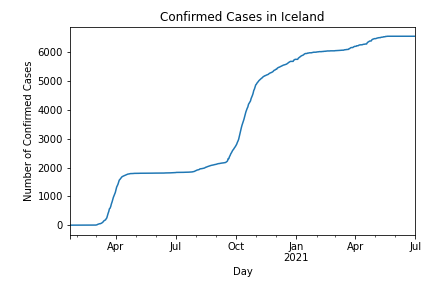 Confirmed Cases in Iceland
Number of Confirmed Cases
6000
5000
4000
3000
2000
1000
0
Apr Jul Oct Jan Apr Jul
2021
Day